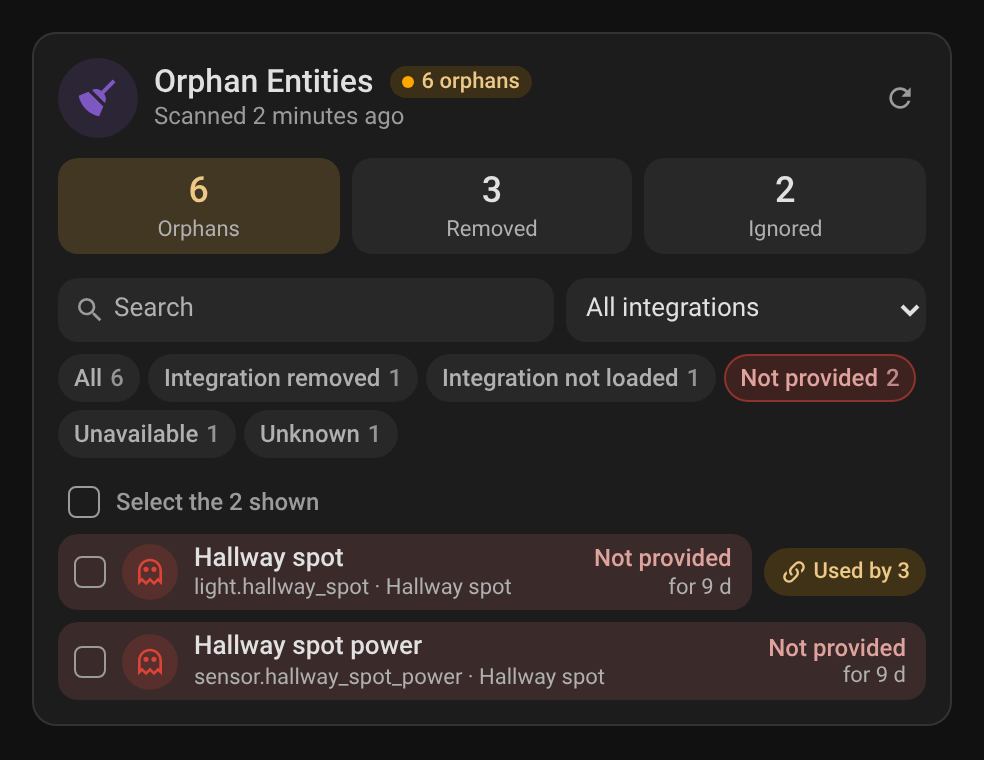 Orphan Entities
6 orphans
Scanned 2 minutes ago
6
Orphans
3
Removed
2
Ignored
Search
All integrations
All 6
Integration removed 1
Integration not loaded 1
Not provided 2
Unavailable 1
Unknown 1
Select the 2 shown
Hallway spot
Not provided
light.hallway_spot · Hallway spot
for 9 d
Used by 3
Hallway spot power
Not provided
sensor.hallway_spot_power · Hallway spot
for 9 d